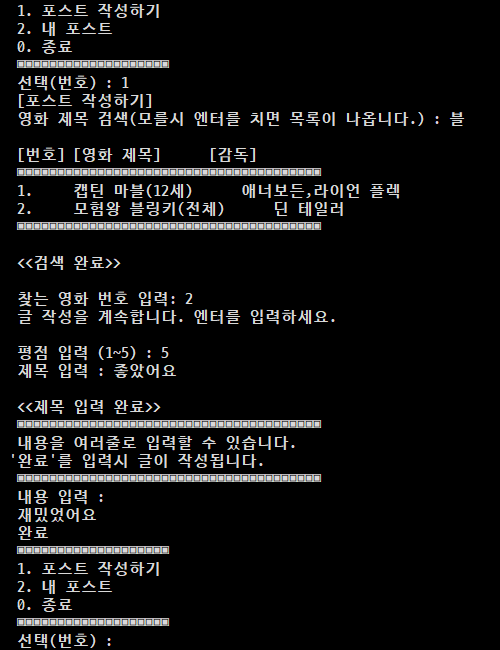 1. 포스트 작성하기
2. 내 포스트
0. 종료
▣▣▣▣▣▣▣▣▣▣▣▣▣▣▣▣▣▣▣
선택(번호) : 1
[포스트 작성하기]
영화 제목 검색(모를시 엔터를 치면 목록이 나옵니다.) : 블
[번호] [영화 제목] [감독]
▣▣▣▣▣▣▣▣▣▣▣▣▣▣▣▣▣▣▣▣▣▣▣▣▣▣▣▣▣▣▣▣▣▣▣▣▣▣
1. 캡틴 마블(12세) 애너보든,라이언 플렉
2. 모험왕 블링키(전체) 딘 테일러
▣▣▣▣▣▣▣▣▣▣▣▣▣▣▣▣▣▣▣▣▣▣▣▣▣▣▣▣▣▣▣▣▣▣▣▣▣▣
<<검색 완료>>
찾는 영화 번호 입력: 2
글 작성을 계속합니다. 엔터를 입력하세요.
평점 입력 (1~5) : 5
제목 입력 : 좋았어요
<<제목 입력 완료>>
▣▣▣▣▣▣▣▣▣▣▣▣▣▣▣▣▣▣▣▣▣▣▣▣▣▣▣▣▣▣▣▣▣▣▣▣▣▣
내용을 여러줄로 입력할 수 있습니다.
'완료'를 입력시 글이 작성됩니다.
▣▣▣▣▣▣▣▣▣▣▣▣▣▣▣▣▣▣▣▣▣▣▣▣▣▣▣▣▣▣▣▣▣▣▣▣▣▣
내용 입력 :
재밌었어요
완료
▣▣▣▣▣▣▣▣▣▣▣▣▣▣▣▣▣▣▣
1. 포스트 작성하기
2. 내 포스트
0. 종료
▣▣▣▣▣▣▣▣▣▣▣▣▣▣▣▣▣▣▣
선택(번호) :